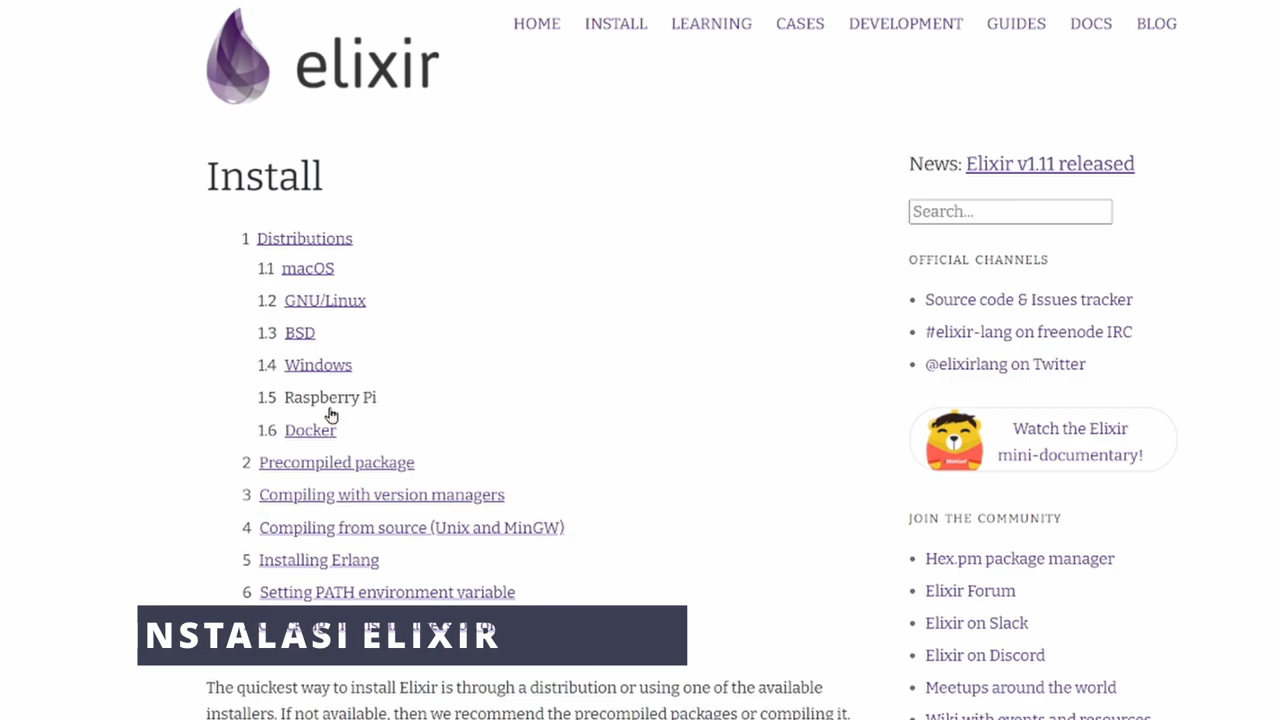 elixir
HOME INSTALL LEARNING CASES DEVELOPMENT GUIDES DOCS BLOG
Install
1 Distributions
1.1 macOS
1.2 GNU/Linux
1.3 BSD
1.4 Windows
1.5 Raspberry Pi
1.6 Docker
2 Precompiled package
3 Compiling with version managers
4 Compiling from source (Unix and MinGW)
5 Installing Erlang
6 Setting PATH environment variable
NSTALASI ELIXIR
The quickest way to install Elixir is through a distribution or using one of the available
installers. If not available, then we recommend the precompiled packages or compiling it.
News: Elixir v1.11 released
Search...
OFFICIAL CHANNELS
• Source code & Issues tracker
• #elixir-lang on freenode IRC
• @elixirlang on Twitter
Watch the Elixir
mini-documentary!
JOIN THE COMMUNITY
• Hex.pm package manager
• Elixir Forum
• Elixir on Slack
• Elixir on Discord
• Meetups around the world
• Wiki with events and resources